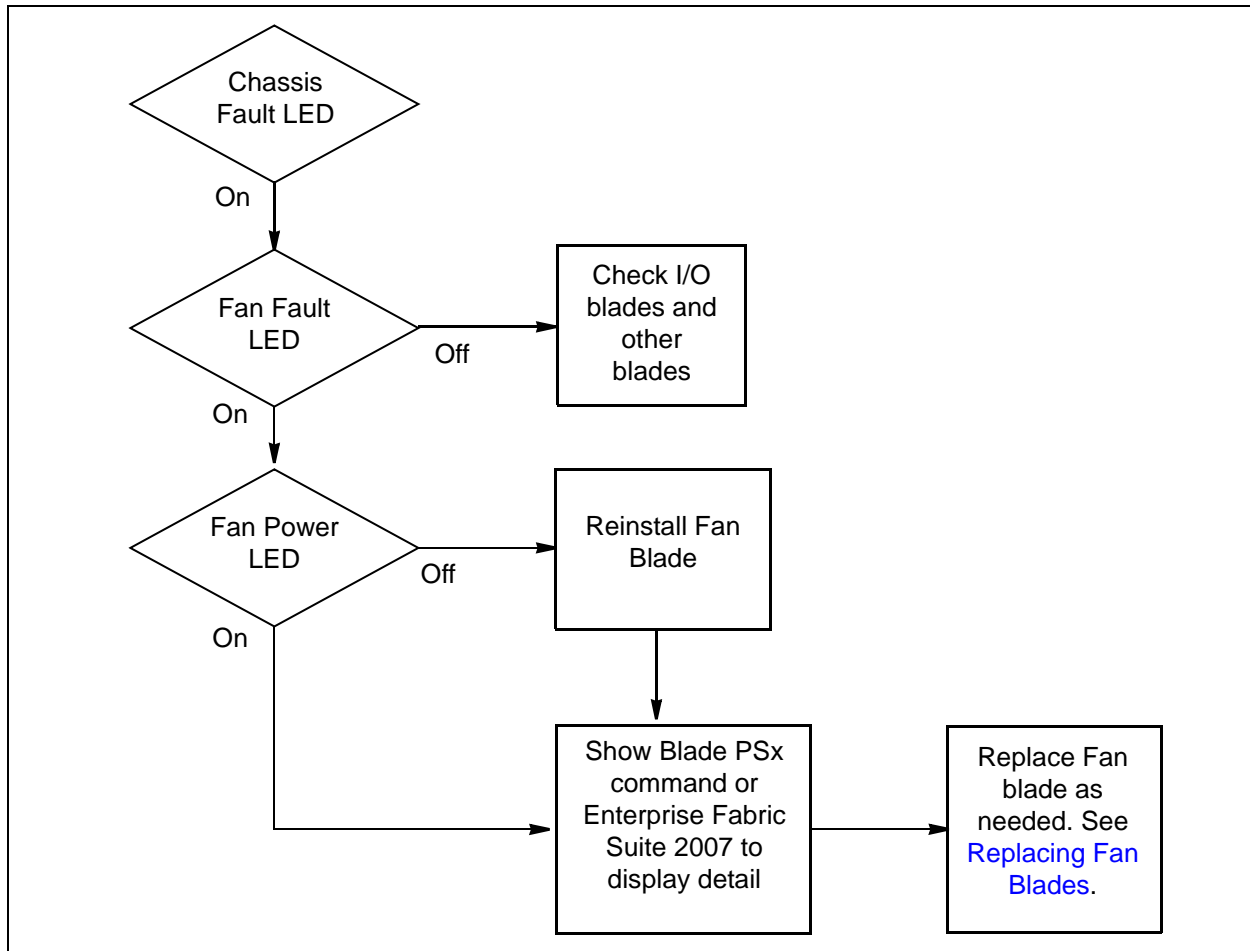 Chassis
Fault LED
On
Fan Fault
LED
Off
Check I/O
blades and
other
blades
On
Fan Power
LED
Off
Reinstall Fan
Blade
On
Show Blade PSx
command or
Enterprise Fabric
Suite 2007 to
display detail
Replace Fan
blade as
needed. See
Replacing Fan
Blades.